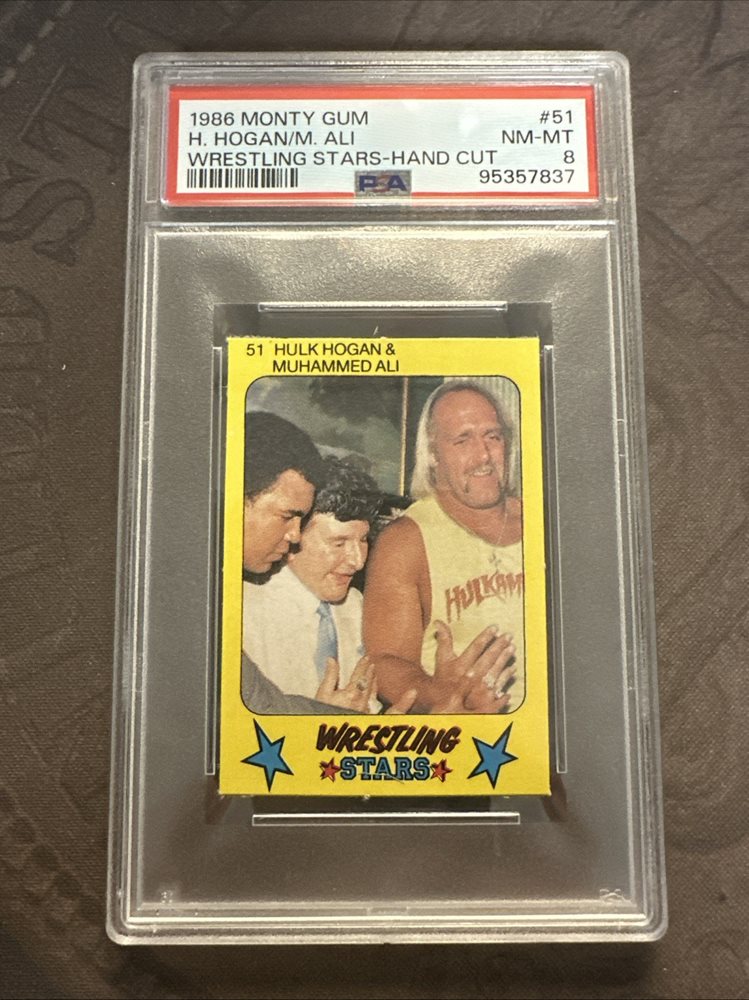 1986 MONTY GUM #51
H. HOGAN/M. ALI NM-MT
WRESTLING STARS-HAND CUT 8
PSA 95357837
51 HULK HOGAN &
MUHAMMED ALI
HULKAM
WRESTLING
STARS